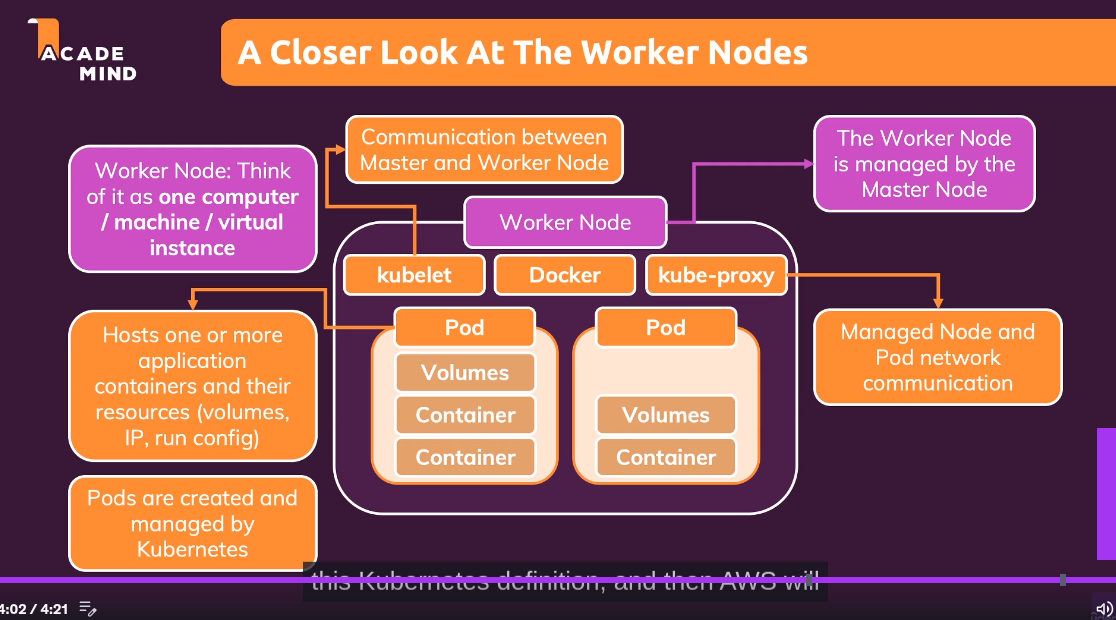 ACADE
MIND
A Closer Look At The Worker Nodes
Communication between
Master and Worker Node
The Worker Node
is managed by the
Master Node
Worker Node: Think
of it as one computer
/ machine / virtual
instance
Worker Node
kubelet
Docker
kube-proxy
Pod
Volumes
Container
Container
Pod
Volumes
Container
Hosts one or more
application
containers and their
resources (volumes,
IP, run config)
Managed Node and
Pod network
communication
Pods are created and
managed by
Kubernetes
this Kubernetes definition, and then AWS will
4:02 / 4:21